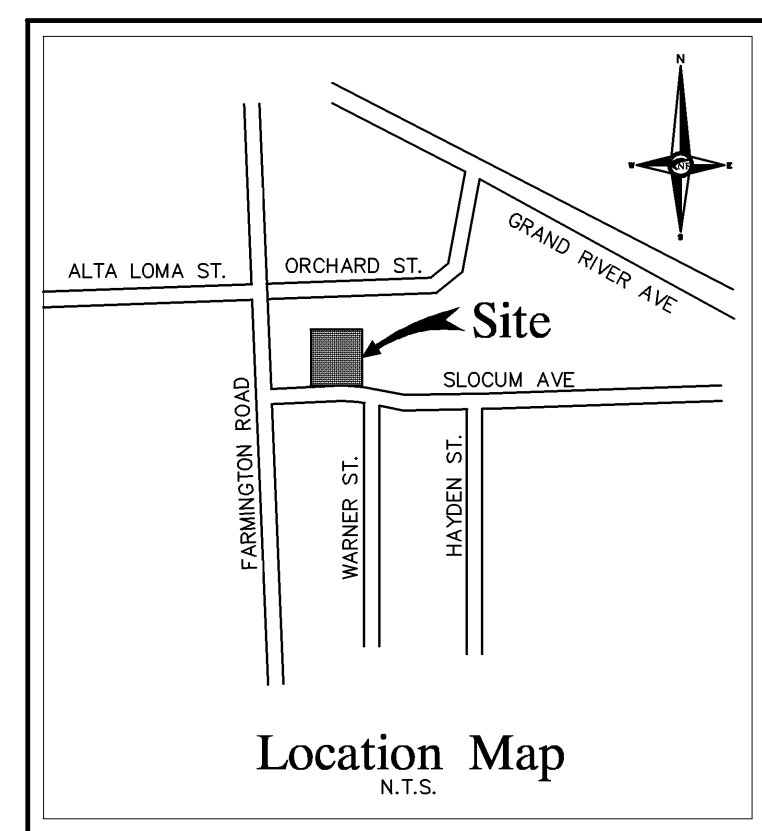 N
W
E
S
GRAND RIVER AVE
ALTA LOMA ST.
ORCHARD ST.
Site
SLOCUM AVE
FARMINGTON ROAD
WARNER ST.
HAYDEN ST.
Location Map
N.T.S.